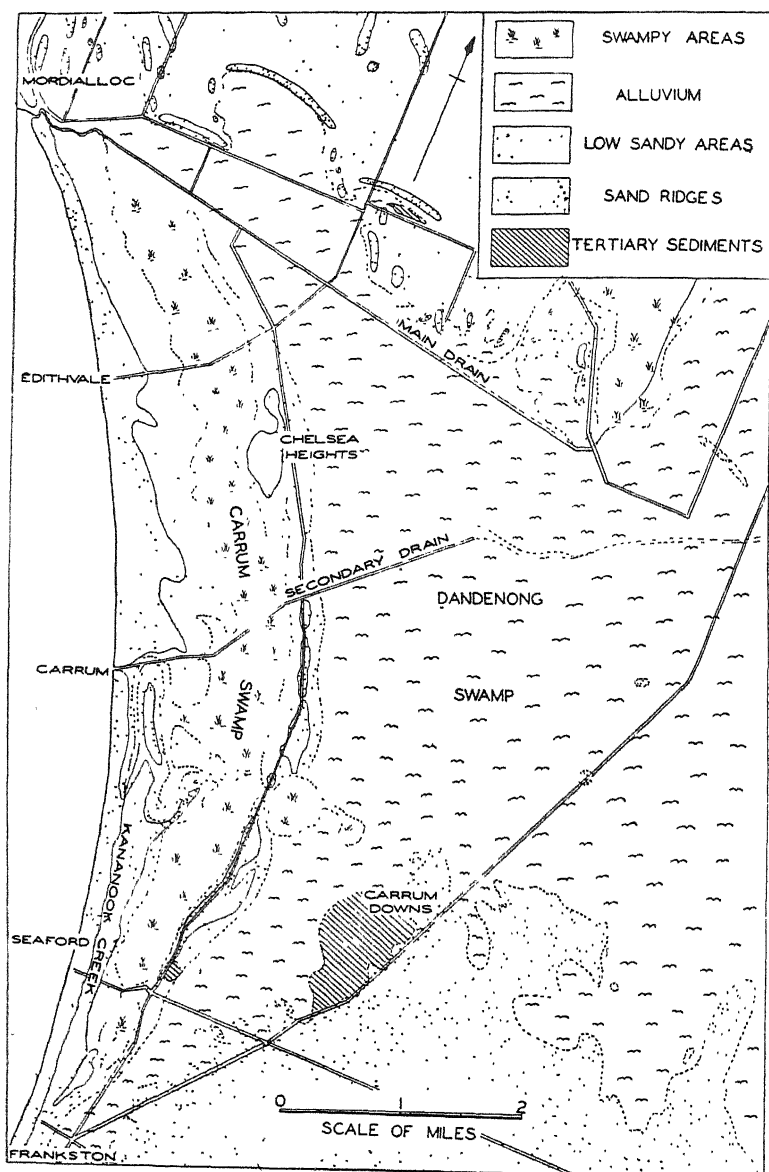 MORDIALLOC
SWAMPY AREAS
ALLUVIUM
LOW SANDY AREAS
SAND RIDGES
TERTIARY SEDIMENTS
MAIN DRAIN
EDITHVALE
CHELSEA
HEIGHTS
CARRUM
SWAMP
SECONDARY DRAIN
DANDENONG
SWAMP
CARRUM
KANANOOK CREEK
CARRUM
DOWNS
SEAFORD
0 1 2
SCALE OF MILES
FRANKSTON